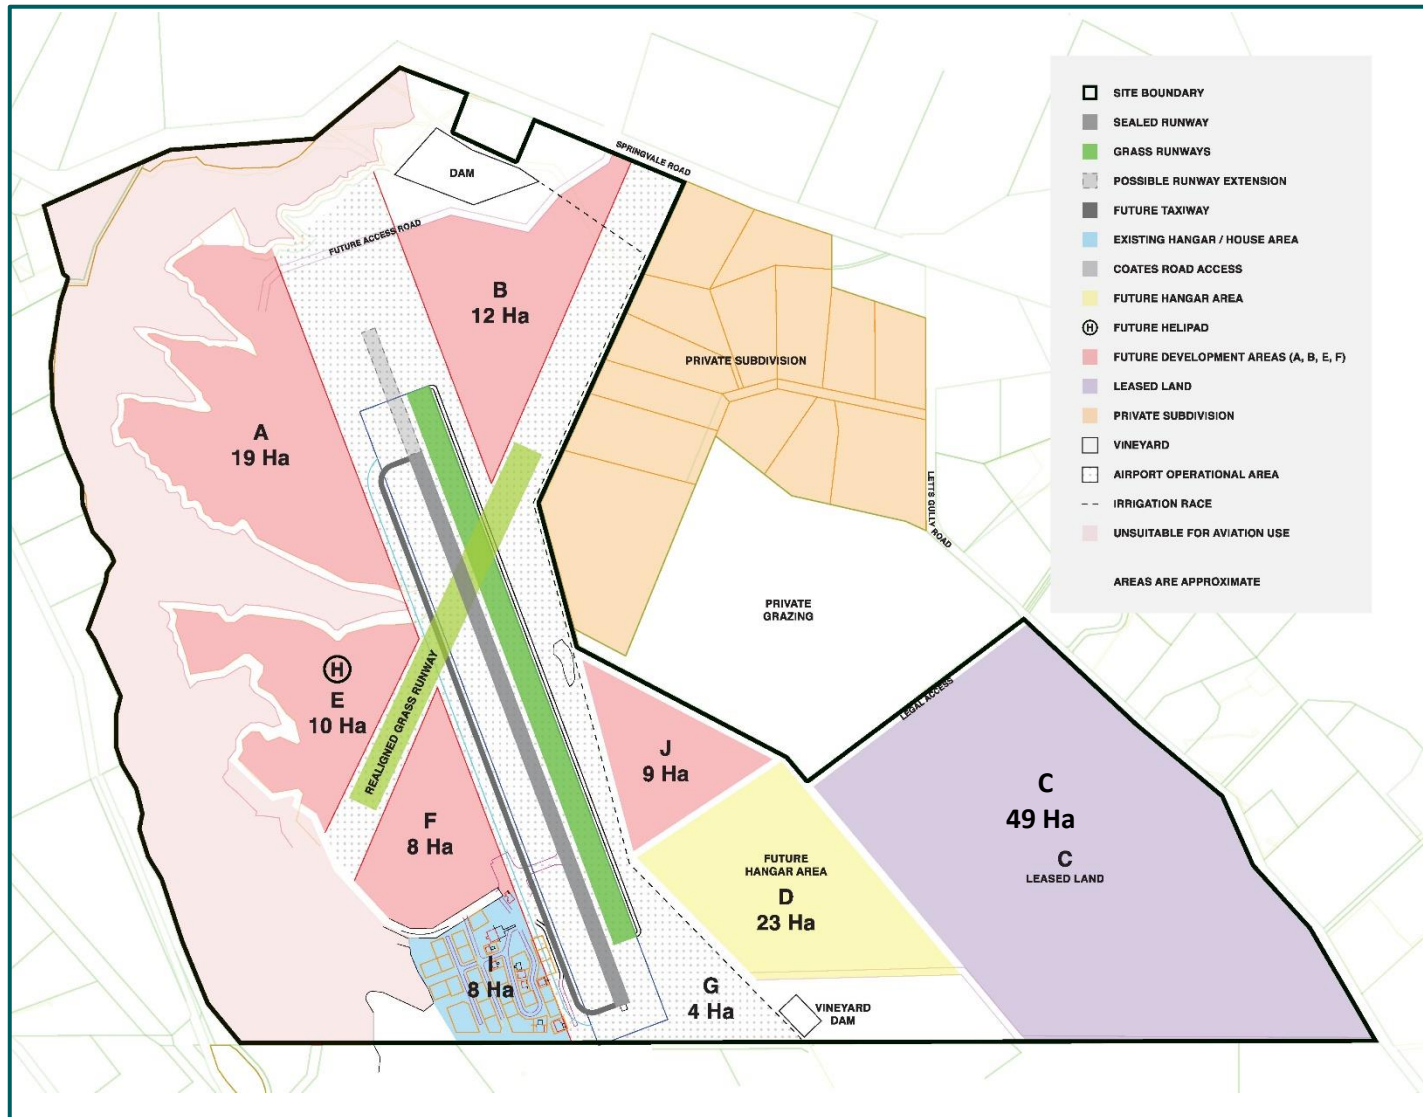 SPRINGVALE ROAD
DAM
FUTURE ACCESS ROAD
B
12 Ha
PRIVATE SUBDIVISION
A
19 Ha
LETTS GULLY ROAD
PRIVATE
GRAZING
H
E
10 Ha
REALIGNED GRASS RUNWAY
LEGAL ACCESS
J
9 Ha
C
49 Ha
C
LEASED LAND
F
8 Ha
FUTURE
HANGAR AREA
D
23 Ha
I
8 Ha
G
4 Ha
VINEYARD
DAM
SITE BOUNDARY
SEALED RUNWAY
GRASS RUNWAYS
POSSIBLE RUNWAY EXTENSION
FUTURE TAXIWAY
EXISTING HANGAR / HOUSE AREA
COATES ROAD ACCESS
FUTURE HANGAR AREA
H FUTURE HELIPAD
FUTURE DEVELOPMENT AREAS (A, B, E, F)
LEASED LAND
PRIVATE SUBDIVISION
VINEYARD
AIRPORT OPERATIONAL AREA
IRRIGATION RACE
UNSUITABLE FOR AVIATION USE
AREAS ARE APPROXIMATE